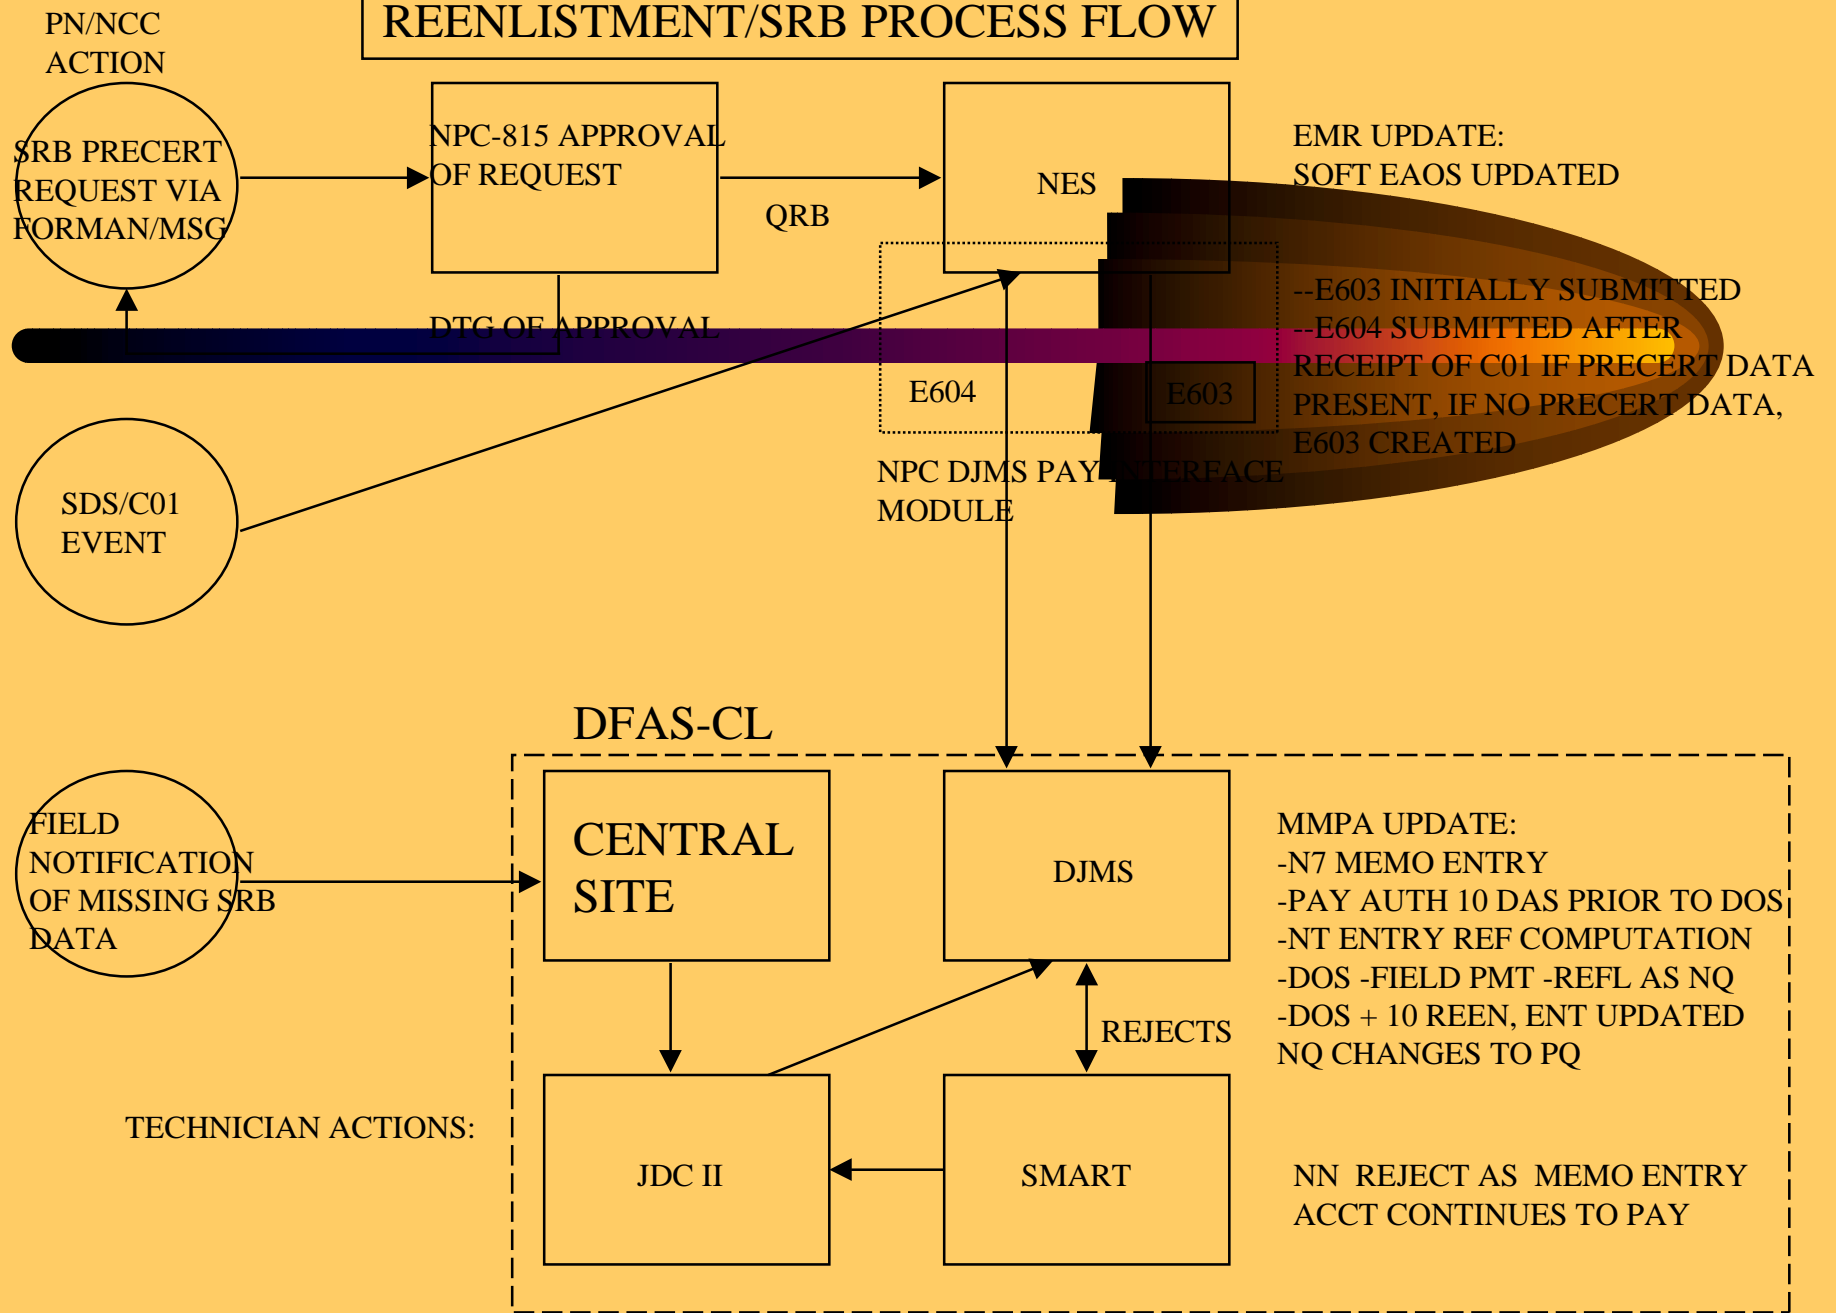 REENLISTMENT/SRB PROCESS FLOW
PN/NCC
ACTION
SRB PRECERT
REQUEST VIA
FORMAN/MSG
NPC-815 APPROVAL
OF REQUEST
QRB
NES
EMR UPDATE:
SOFT EAOS UPDATED
DTG OF APPROVAL
--E603 INITIALLY SUBMITTED
--E604 SUBMITTED AFTER
RECEIPT OF C01 IF PRECERT DATA
PRESENT, IF NO PRECERT DATA,
E603 CREATED
E604
E603
NPC DJMS PAY INTERFACE
MODULE
SDS/C01
EVENT
DFAS-CL
FIELD
NOTIFICATION
OF MISSING SRB
DATA
CENTRAL
SITE
DJMS
MMPA UPDATE:
-N7 MEMO ENTRY
-PAY AUTH 10 DAS PRIOR TO DOS
-NT ENTRY REF COMPUTATION
-DOS -FIELD PMT -REFL AS NQ
-DOS + 10 REEN, ENT UPDATED
NQ CHANGES TO PQ
REJECTS
TECHNICIAN ACTIONS:
JDC II
SMART
NN  REJECT AS  MEMO ENTRY
ACCT CONTINUES TO PAY